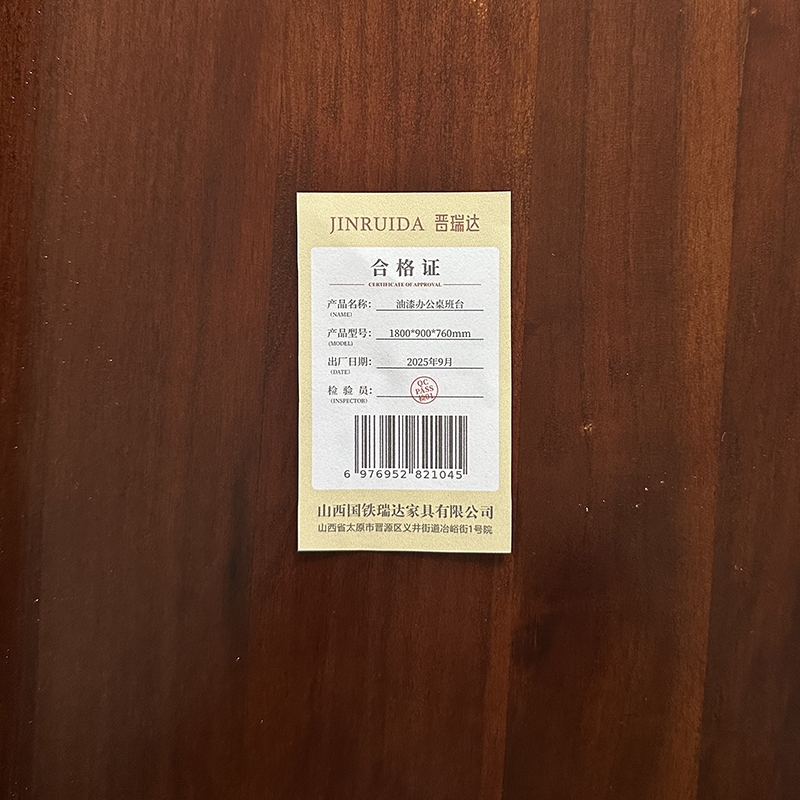 JINRUIDA 晋瑞达
合格证
CERTIFICATE OF APPROVAL
产品名称: 油漆办公桌班台
(NAME)
产品型号: 1800*900*760mm
(MODEL)
出厂日期: 2025年9月
(DATE)
检验员:
(INSPECTOR)
QC
PASS
检01
6 976952 821045
山西国铁瑞达家具有限公司
山西省太原市晋源区义井街道冶峪街1号院